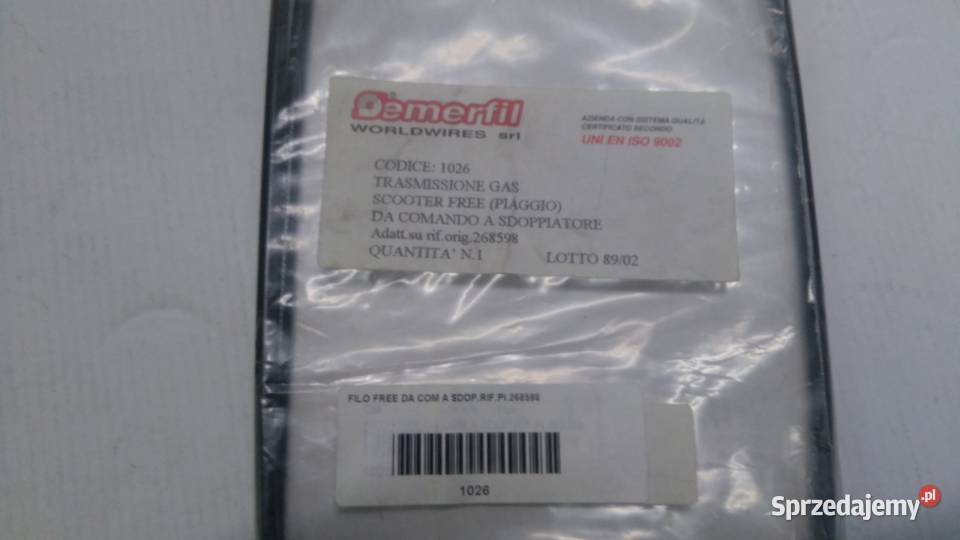 Demerfil
WORLDWIRES srl
AZIENDA CON SISTEMA QUALITÀ
CERTIFICATO SECONDO
UNI EN ISO 9002
CODICE: 1026
TRASMISSIONE GAS
SCOOTER FREE (PIAGGIO)
DA COMANDO A SDOPPIATORE
Adatt.su rif.orig.268598
QUANTITA' N.1 LOTTO 89/02
FILO FREE DA COM A SDOP.RIF.PI.268598
1026
Sprzedajemy.pl